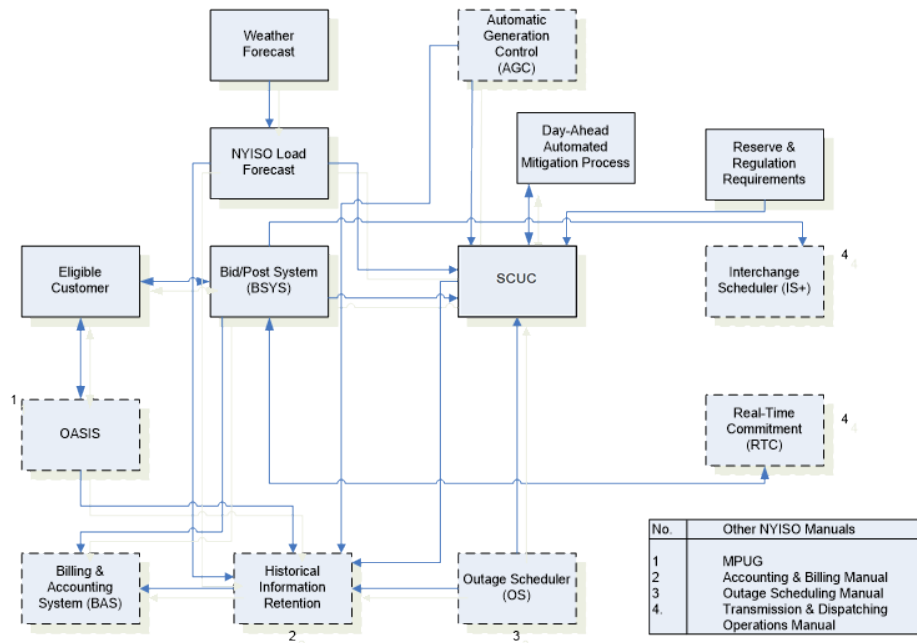 Weather
Forecast
Automatic
Generation
Control
(AGC)
NYISO Load
Forecast
Day-Ahead
Automated
Mitigation Process
Reserve &
Regulation
Requirements
Eligible
Customer
Bid/Post System
(BSYS)
SCUC
4
Interchange
Scheduler (IS+)
1
OASIS
Real-Time
Commitment
(RTC)
4
Billing &
Accounting
System (BAS)
Historical
Information
Retention
2
Outage Scheduler
(OS)
3
No. Other NYISO Manuals
1 MPUG
2 Accounting & Billing Manual
3 Outage Scheduling Manual
4. Transmission & Dispatching
Operations Manual